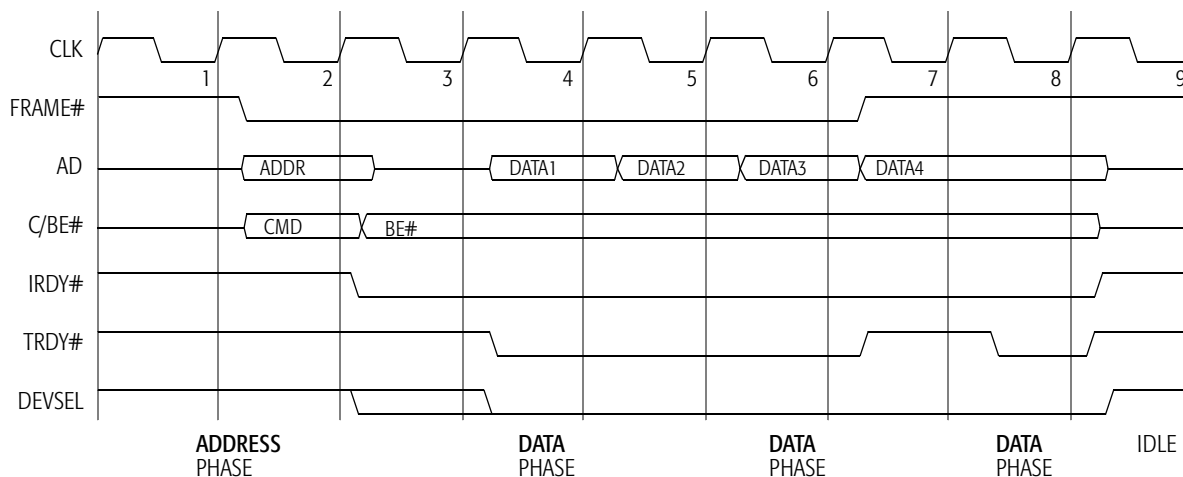 CLK
1 2 3 4 5 6 7 8 9
FRAME#
AD ADDR DATA1 DATA2 DATA3 DATA4
C/BE# CMD BE#
IRDY#
TRDY#
DEVSEL
ADDRESS DATA DATA DATA IDLE
PHASE PHASE PHASE PHASE